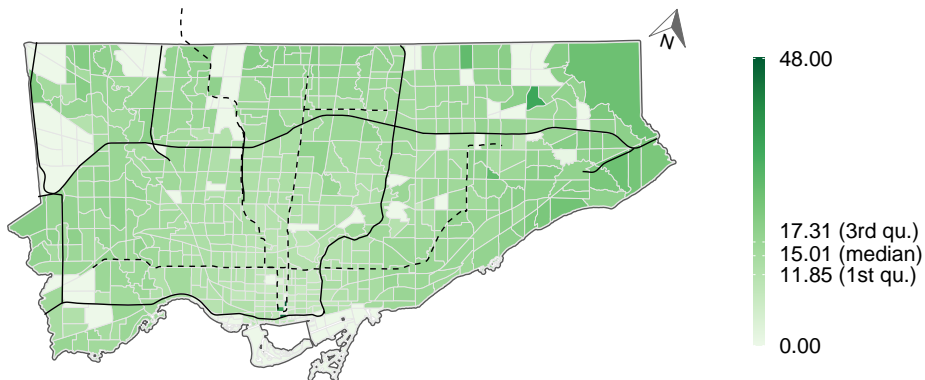 N
48.00
17.31 (3rd qu.)
15.01 (median)
11.85 (1st qu.)
0.00